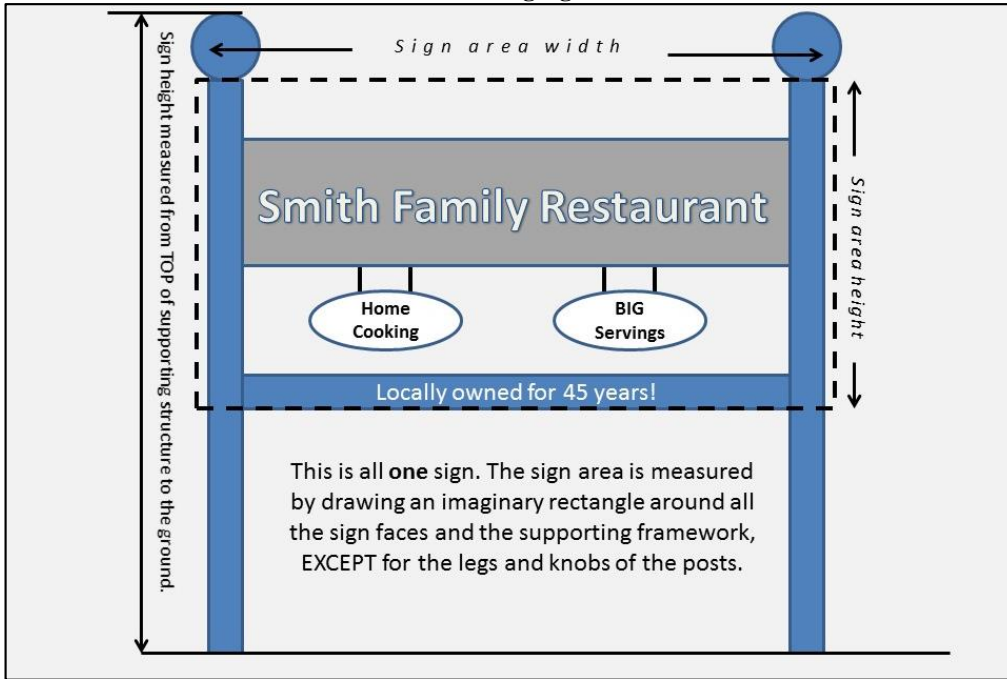 Sign area width
Sign height measured from TOP of supporting structure to the ground.
Smith Family Restaurant
Sign area height
Home
Cooking
BIG
Servings
Locally owned for 45 years!
This is all one sign. The sign area is measured
by drawing an imaginary rectangle around all
the sign faces and the supporting framework,
EXCEPT for the legs and knobs of the posts.